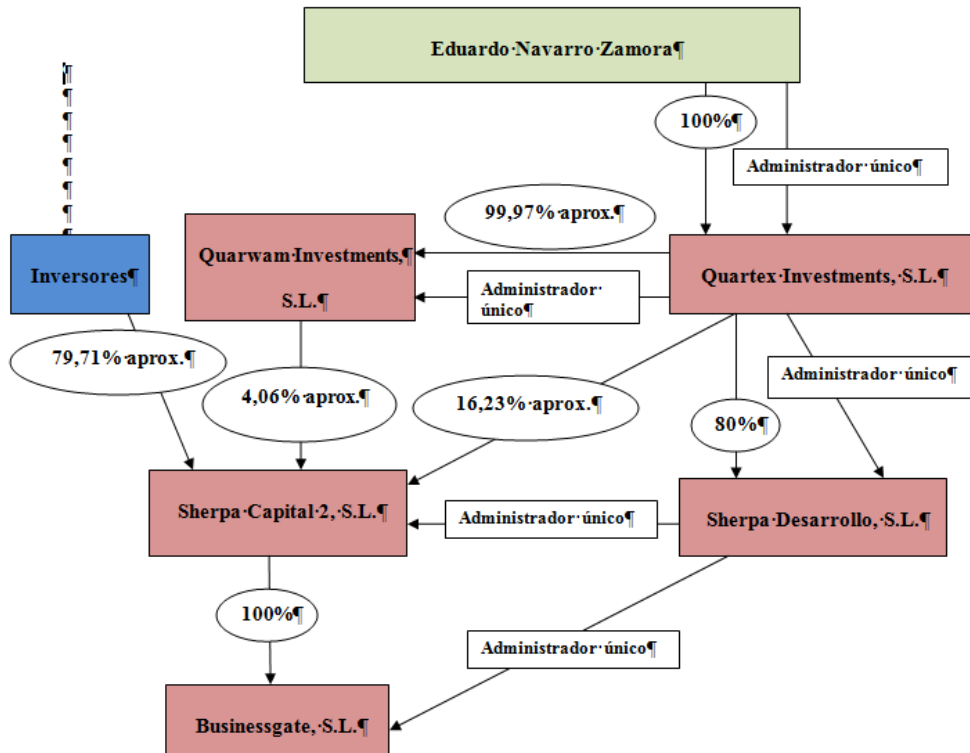 Eduardo·Navarro·Zamora¶
¶
¶
¶
¶
¶
¶
¶
¶
100%¶
Administrador·único¶
99,97%·aprox.¶
Inversores¶
Quarwam·Investments,¶
S.L.¶
Administrador·
único¶
Quartex·Investments,·S.L.¶
79,71%·aprox.¶
4,06%·aprox.¶
16,23%·aprox.¶
80%¶
Administrador·único¶
Sherpa·Capital·2,·S.L.¶
Administrador·único¶
Sherpa·Desarrollo,·S.L.¶
100%¶
Administrador·único¶
Businessgate,·S.L.¶